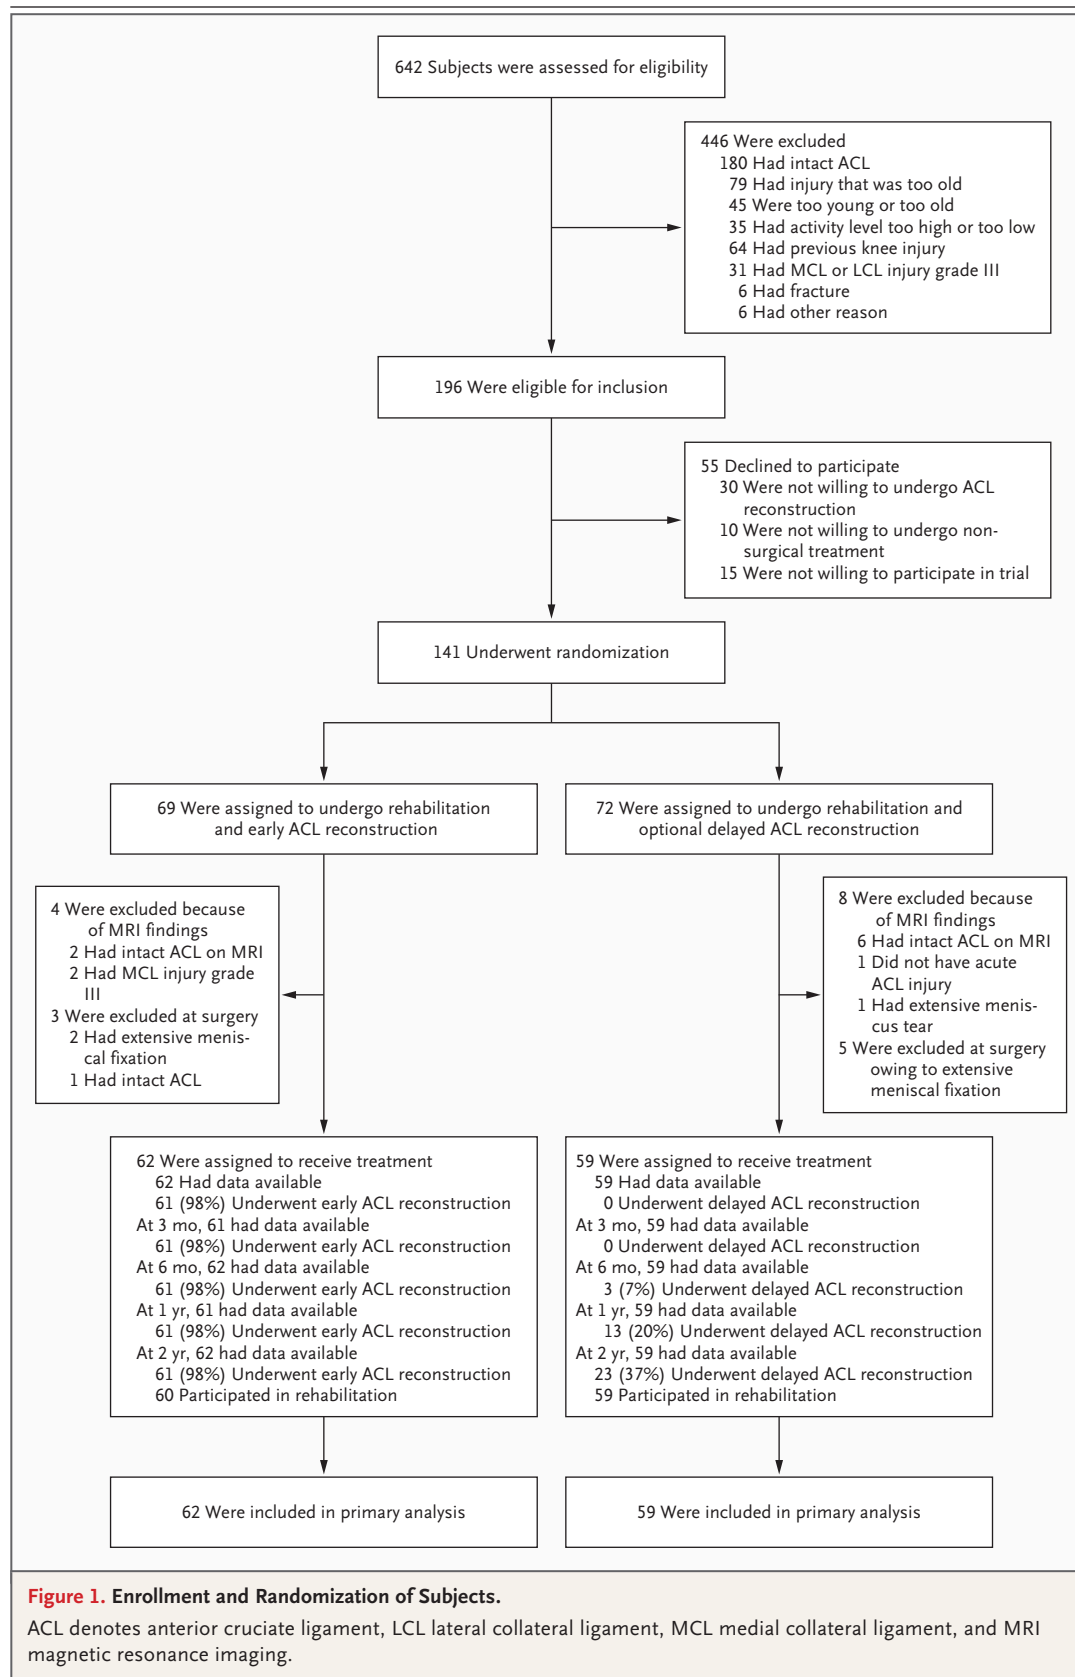 642 Subjects were assessed for eligibility
446 Were excluded
180 Had intact ACL
79 Had injury that was too old
45 Were too young or too old
35 Had activity level too high or too low
64 Had previous knee injury
31 Had MCL or LCL injury grade III
6 Had fracture
6 Had other reason
196 Were eligible for inclusion
55 Declined to participate
30 Were not willing to undergo ACL
reconstruction
10 Were not willing to undergo non-
surgical treatment
15 Were not willing to participate in trial
141 Underwent randomization
69 Were assigned to undergo rehabilitation
and early ACL reconstruction
72 Were assigned to undergo rehabilitation and
optional delayed ACL reconstruction
4 Were excluded because
of MRI findings
2 Had intact ACL on MRI
2 Had MCL injury grade
III
3 Were excluded at surgery
2 Had extensive menis-
cal fixation
1 Had intact ACL
8 Were excluded because
of MRI findings
6 Had intact ACL on MRI
1 Did not have acute
ACL injury
1 Had extensive menis-
cus tear
5 Were excluded at surgery
owing to extensive
meniscal fixation
62 Were assigned to receive treatment
62 Had data available
61 (98%) Underwent early ACL reconstruction
At 3 mo, 61 had data available
61 (98%) Underwent early ACL reconstruction
At 6 mo, 62 had data available
61 (98%) Underwent early ACL reconstruction
At 1 yr, 61 had data available
61 (98%) Underwent early ACL reconstruction
At 2 yr, 62 had data available
61 (98%) Underwent early ACL reconstruction
60 Participated in rehabilitation
59 Were assigned to receive treatment
59 Had data available
0 Underwent delayed ACL reconstruction
At 3 mo, 59 had data available
0 Underwent delayed ACL reconstruction
At 6 mo, 59 had data available
3 (7%) Underwent delayed ACL reconstruction
At 1 yr, 59 had data available
13 (20%) Underwent delayed ACL reconstruction
At 2 yr, 59 had data available
23 (37%) Underwent delayed ACL reconstruction
59 Participated in rehabilitation
62 Were included in primary analysis
59 Were included in primary analysis
Figure 1. Enrollment and Randomization of Subjects.
ACL denotes anterior cruciate ligament, LCL lateral collateral ligament, MCL medial collateral ligament, and MRI
magnetic resonance imaging.